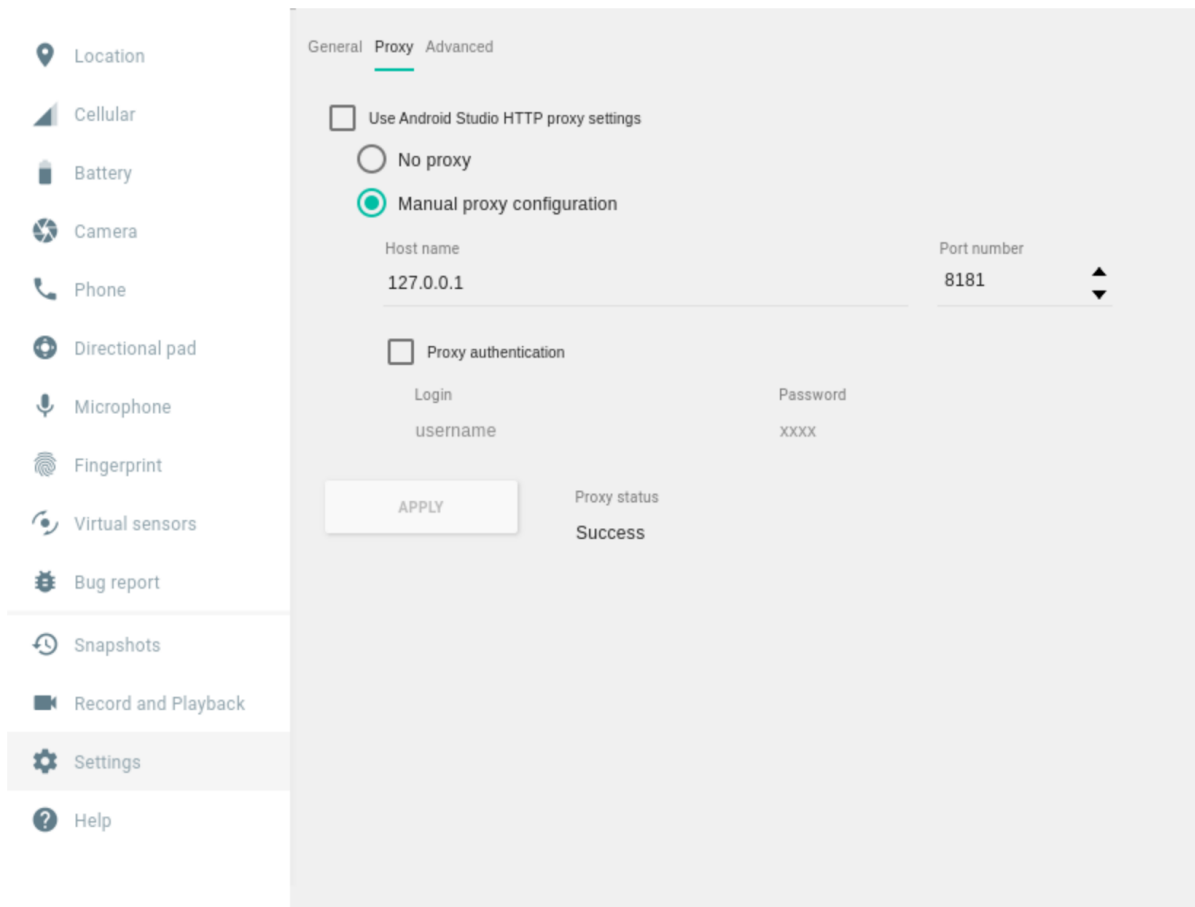 Location
Cellular
Battery
Camera
Phone
Directional pad
Microphone
Fingerprint
Virtual sensors
Bug report
Snapshots
Record and Playback
Settings
Help
General Proxy Advanced
Use Android Studio HTTP proxy settings
No proxy
Manual proxy configuration
Host name Port number
127.0.0.1 8181
Proxy authentication
Login Password
username xxxx
APPLY
Proxy status
Success